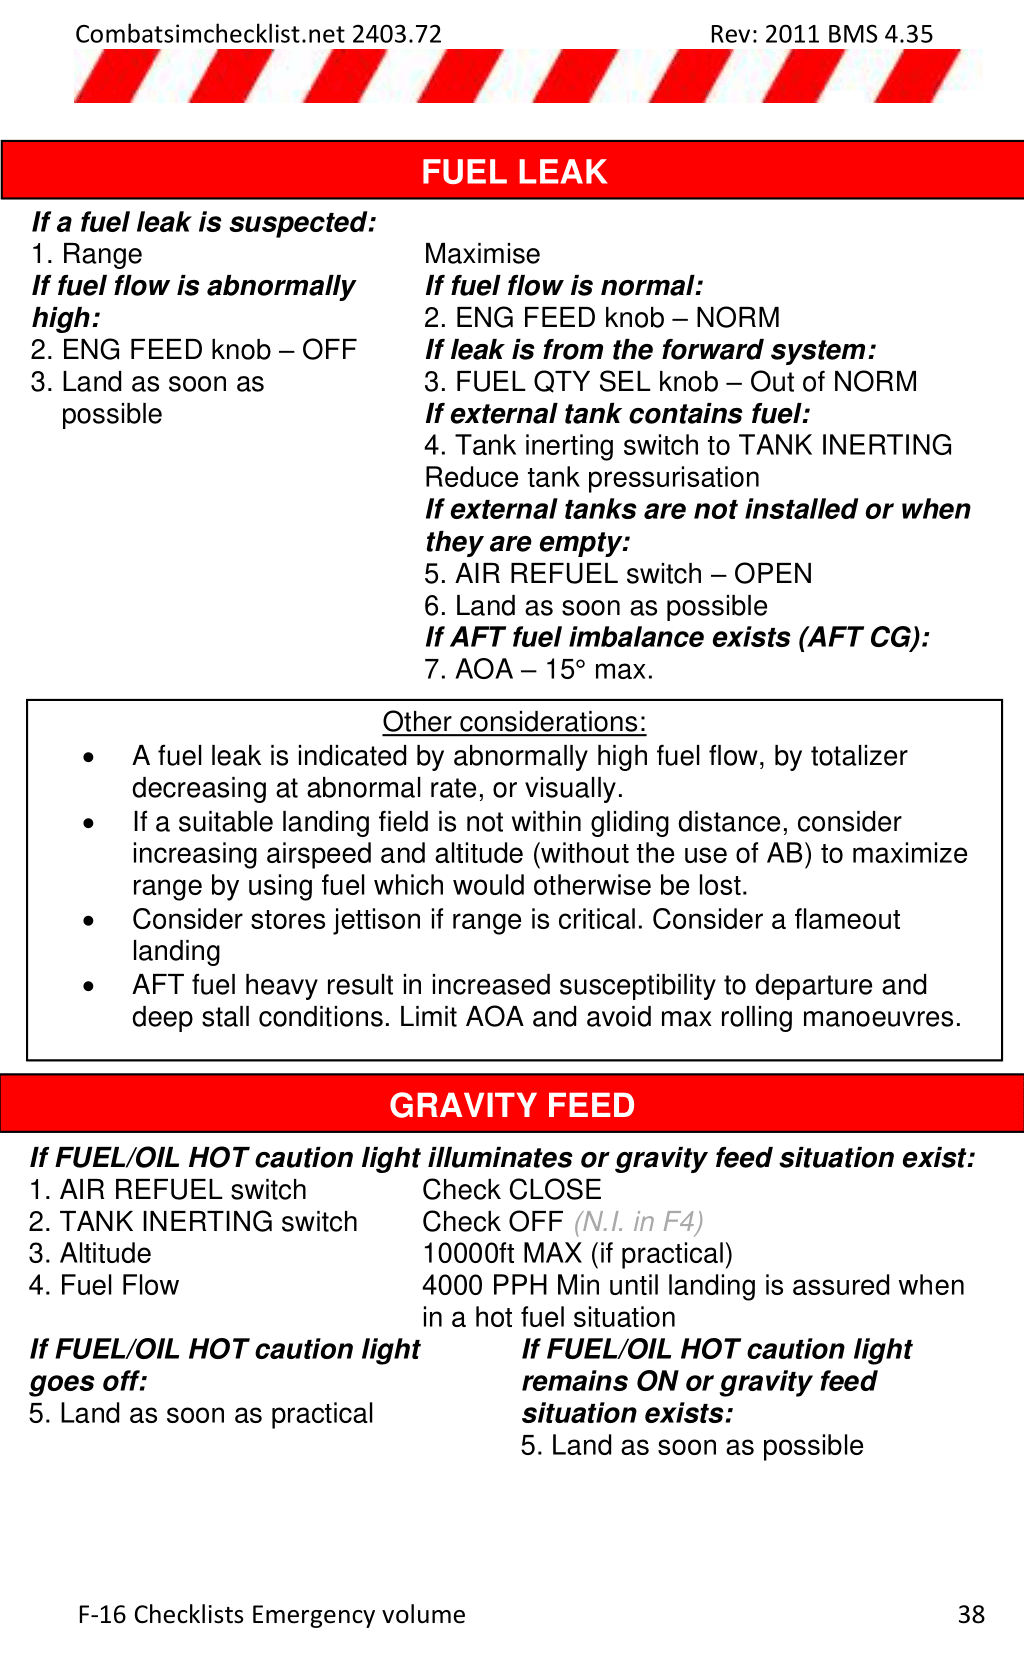 Combatsimchecklist.net 2403.72 Rev: 2011 BMS 4.35
FUEL LEAK
If a fuel leak is suspected:
1. Range Maximise
If fuel flow is abnormally
high:
2. ENG FEED knob – OFF
3. Land as soon as
possible
If fuel flow is normal:
2. ENG FEED knob – NORM
If leak is from the forward system:
3. FUEL QTY SEL knob – Out of NORM
If external tank contains fuel:
4. Tank inerting switch to TANK INERTING
Reduce tank pressurisation
If external tanks are not installed or when
they are empty:
5. AIR REFUEL switch – OPEN
6. Land as soon as possible
If AFT fuel imbalance exists (AFT CG):
7. AOA – 15° max.
Other considerations:
• A fuel leak is indicated by abnormally high fuel flow, by totalizer
decreasing at abnormal rate, or visually.
• If a suitable landing field is not within gliding distance, consider
increasing airspeed and altitude (without the use of AB) to maximize
range by using fuel which would otherwise be lost.
• Consider stores jettison if range is critical. Consider a flameout
landing
• AFT fuel heavy result in increased susceptibility to departure and
deep stall conditions. Limit AOA and avoid max rolling manoeuvres.
GRAVITY FEED
If FUEL/OIL HOT caution light illuminates or gravity feed situation exist:
1. AIR REFUEL switch Check CLOSE
2. TANK INERTING switch Check OFF (N.I. in F4)
3. Altitude 10000ft MAX (if practical)
4. Fuel Flow 4000 PPH Min until landing is assured when
in a hot fuel situation
If FUEL/OIL HOT caution light
goes off:
5. Land as soon as practical
If FUEL/OIL HOT caution light
remains ON or gravity feed
situation exists:
5. Land as soon as possible
F-16 Checklists Emergency volume 38